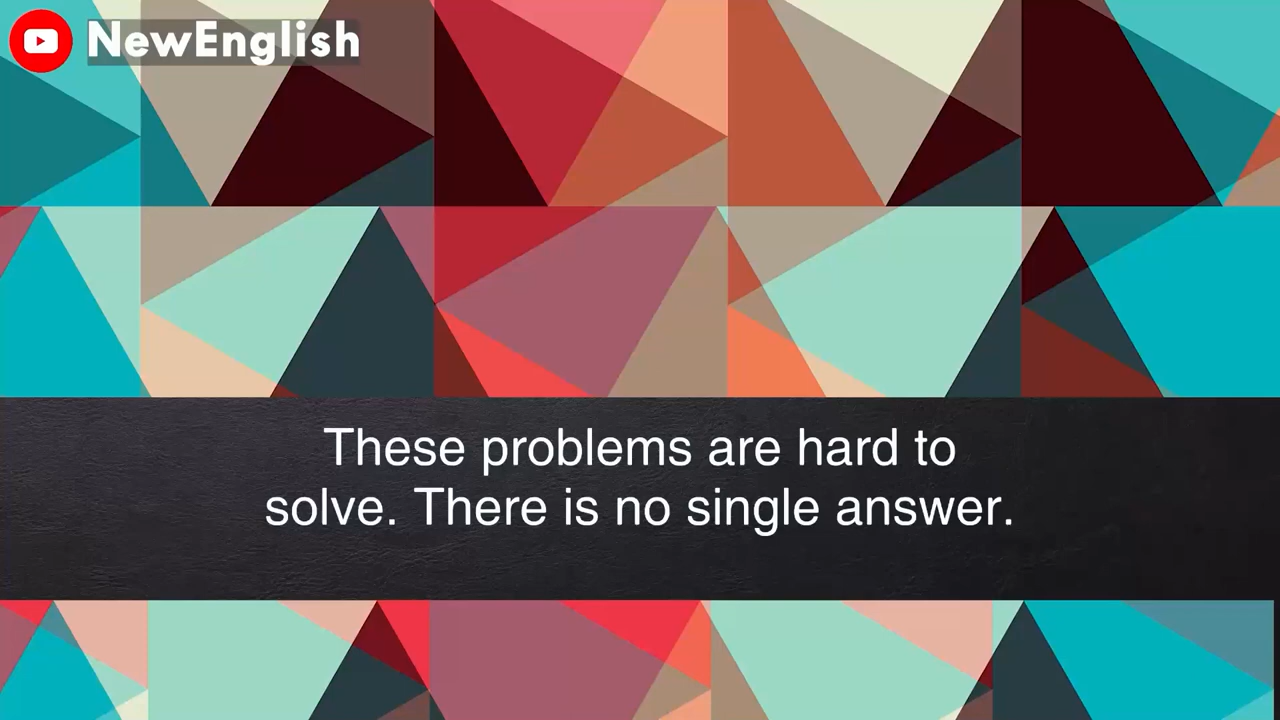 NewEnglish
These problems are hard to
solve. There is no single answer.